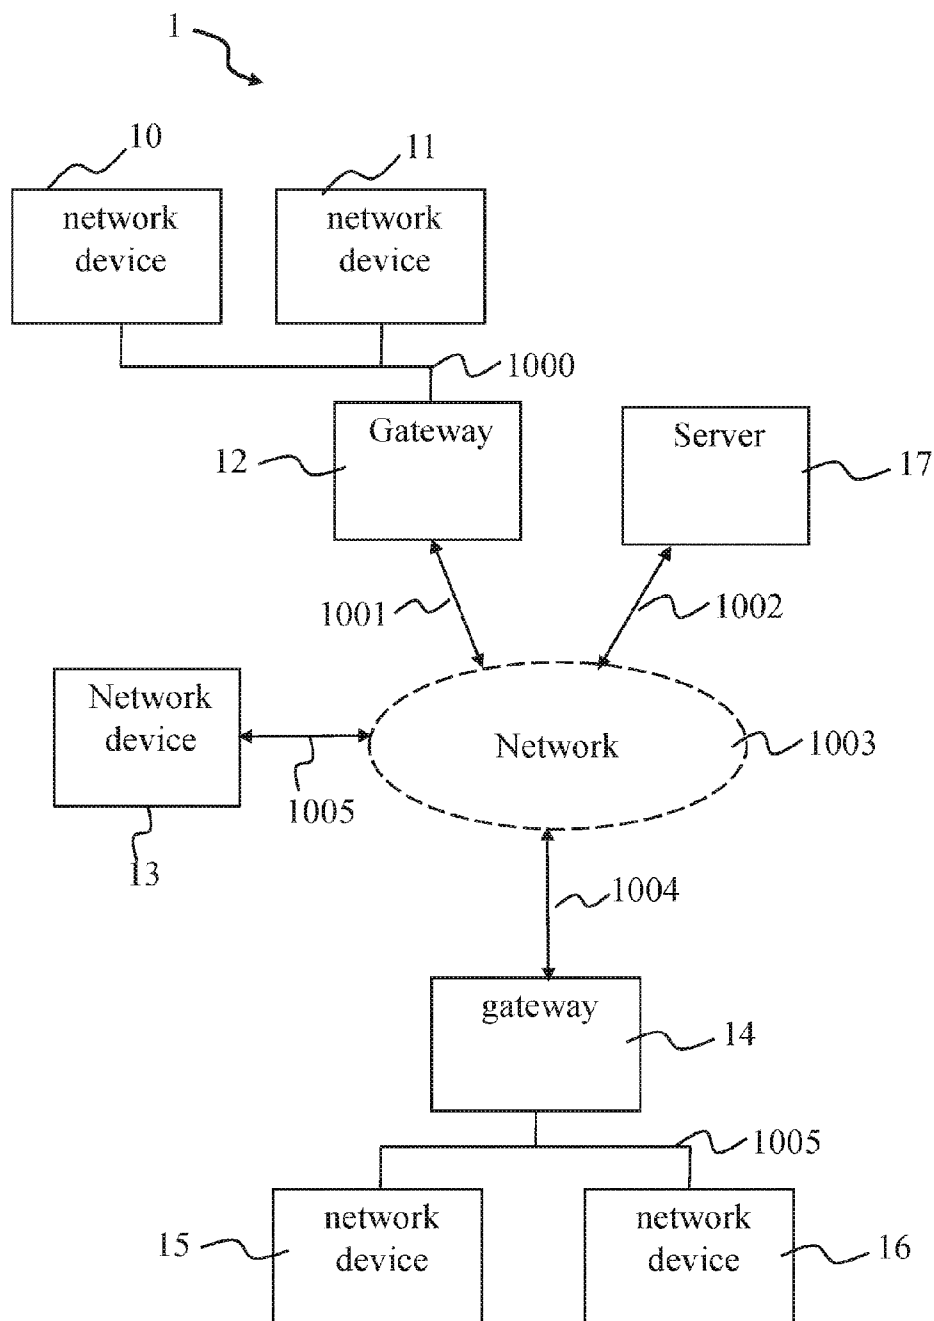 1
10
11
network
device
network
device
1000
Gateway
12
Server
17
1001
1002
Network
device
Network
1003
1005
13
1004
gateway
14
1005
network
device
15
network
device
16